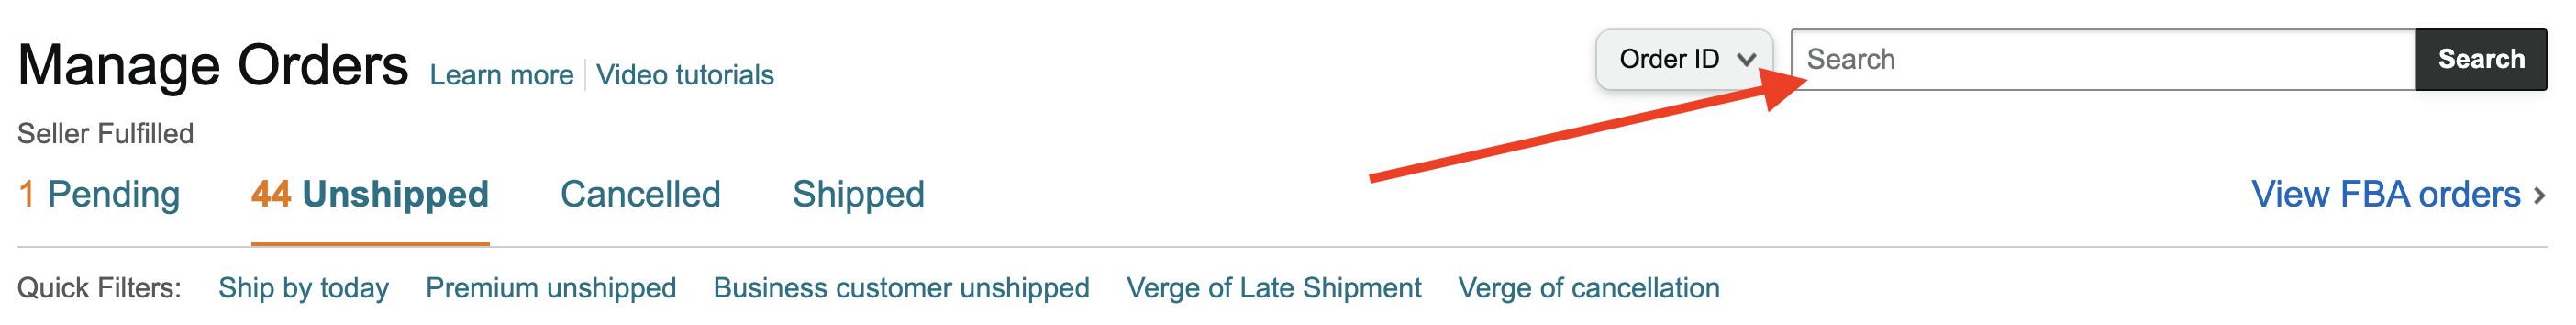 Manage Orders Learn more Video tutorials Order ID Search Search
Seller Fulfilled
1 Pending 44 Unshipped Cancelled Shipped View FBA orders
Quick Filters: Ship by today Premium unshipped Business customer unshipped Verge of Late Shipment Verge of cancellation